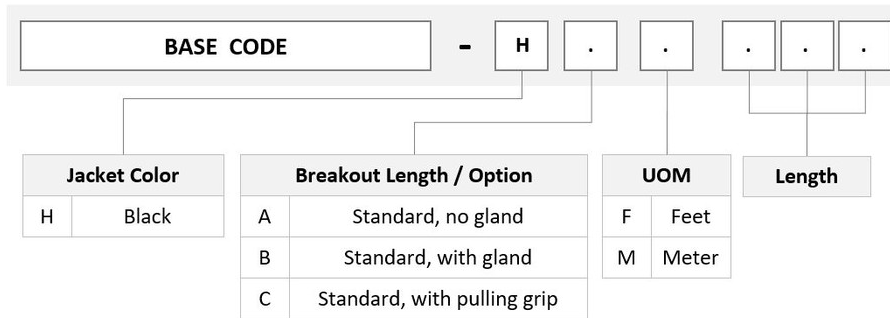 BASE CODE - H . . . . .
Jacket Color Breakout Length / Option UOM Length
H Black A Standard, no gland F Feet
B Standard, with gland M Meter
C Standard, with pulling grip